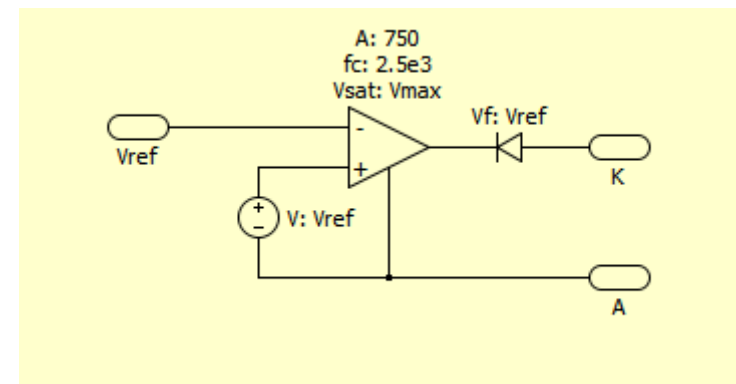 A: 750
fc: 2.5e3
Vsat: Vmax
Vf: Vref
-
Vref
K
+
+
V: Vref
−
A